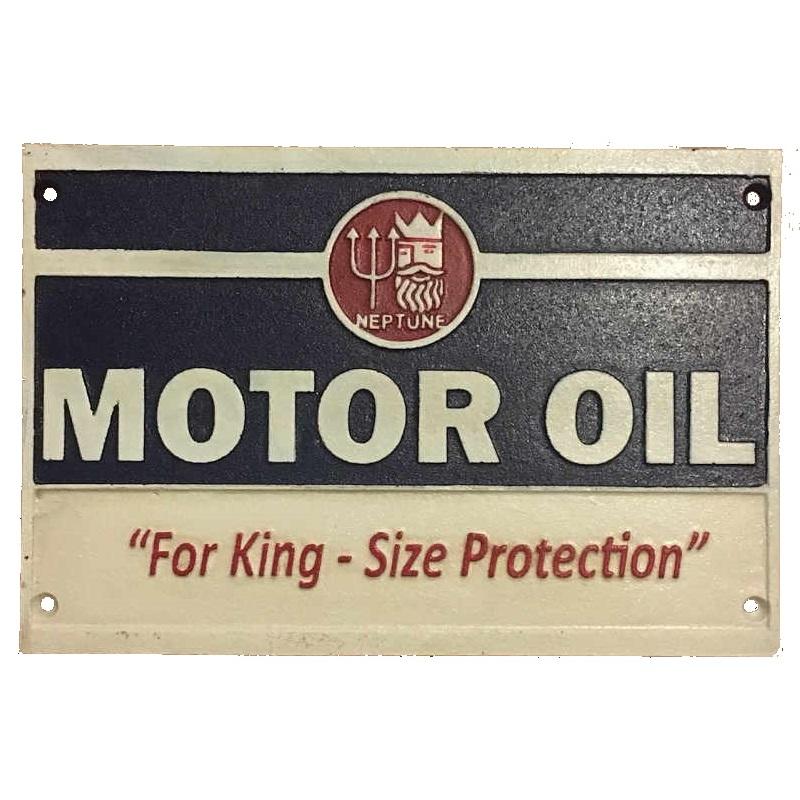 NEPTUNE
MOTOR OIL
“For King - Size Protection”